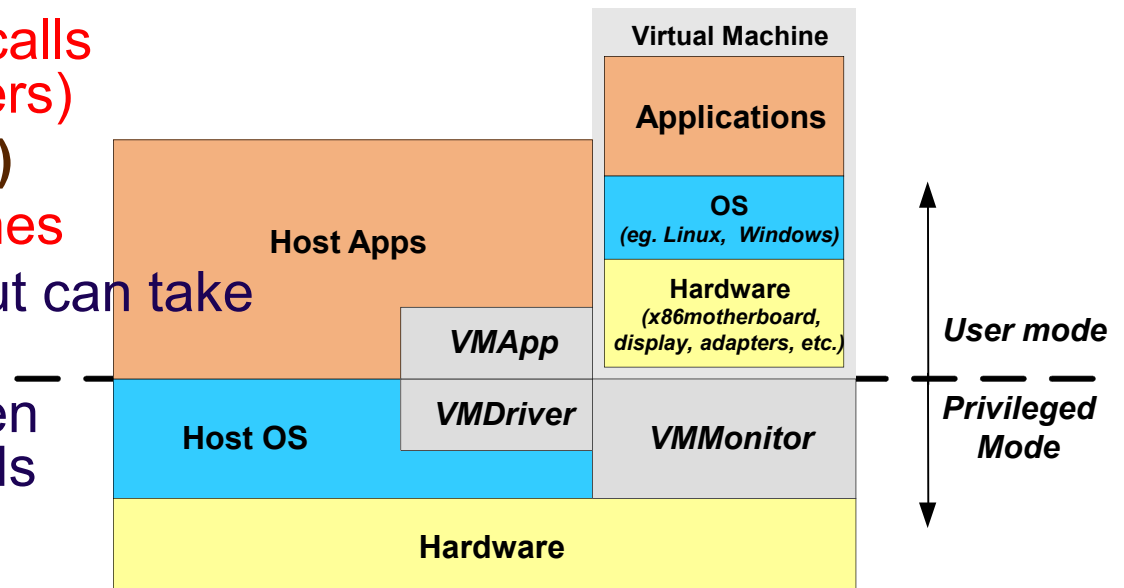 calls
ers)
)
nes
ut can take
en
ls
Virtual Machine
Applications
OS
(eg. Linux, Windows)
Hardware
(x86motherboard,
display, adapters, etc.)
Host Apps
VMApp
VMDriver
Host OS
VMMonitor
Hardware
User mode
Privileged
Mode